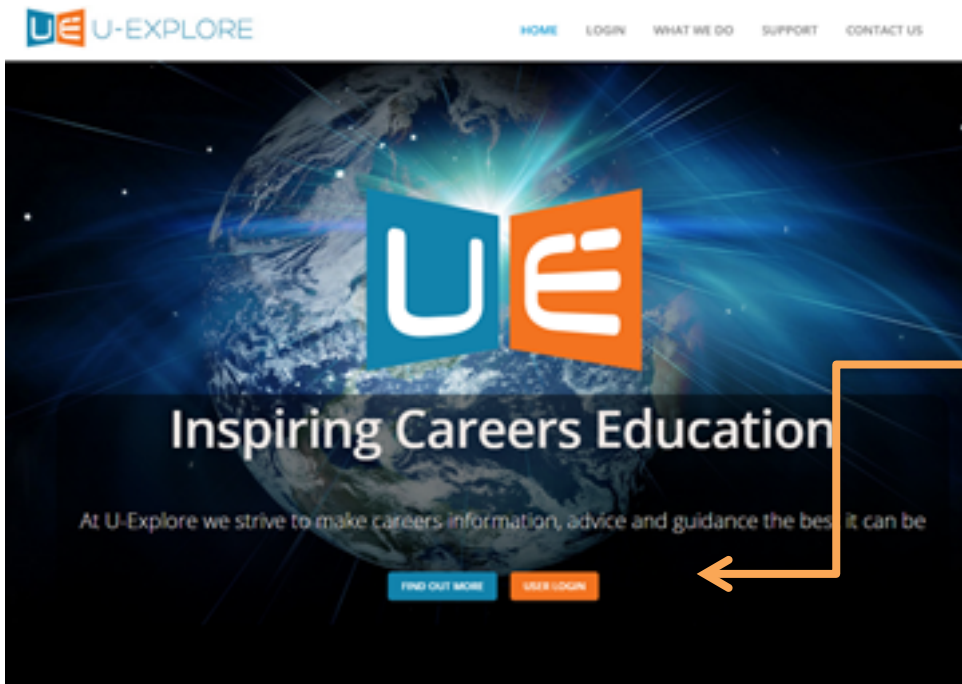 UE U-EXPLORE
HOME LOGIN WHAT WE DO SUPPORT CONTACT US
UE
Inspiring Careers Education
At U-Explore we strive to make careers information, advice and guidance the best it can be
FIND OUT MORE USER LOGIN